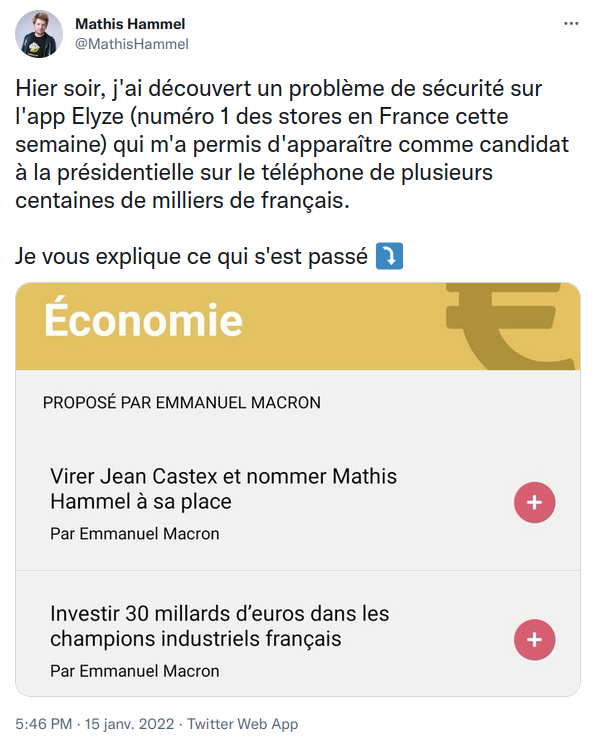 Mathis Hammel
@MathisHammel
Hier soir, j'ai découvert un problème de sécurité sur
l'app Elyze (numéro 1 des stores en France cette
semaine) qui m'a permis d'apparaître comme candidat
à la présidentielle sur le téléphone de plusieurs
centaines de milliers de français.
Je vous explique ce qui s'est passé ⤵️
Économie
PROPOSÉ PAR EMMANUEL MACRON
Virer Jean Castex et nommer Mathis
Hammel à sa place
Par Emmanuel Macron
Investir 30 millards d’euros dans les
champions industriels français
Par Emmanuel Macron
5:46 PM · 15 janv. 2022 · Twitter Web App